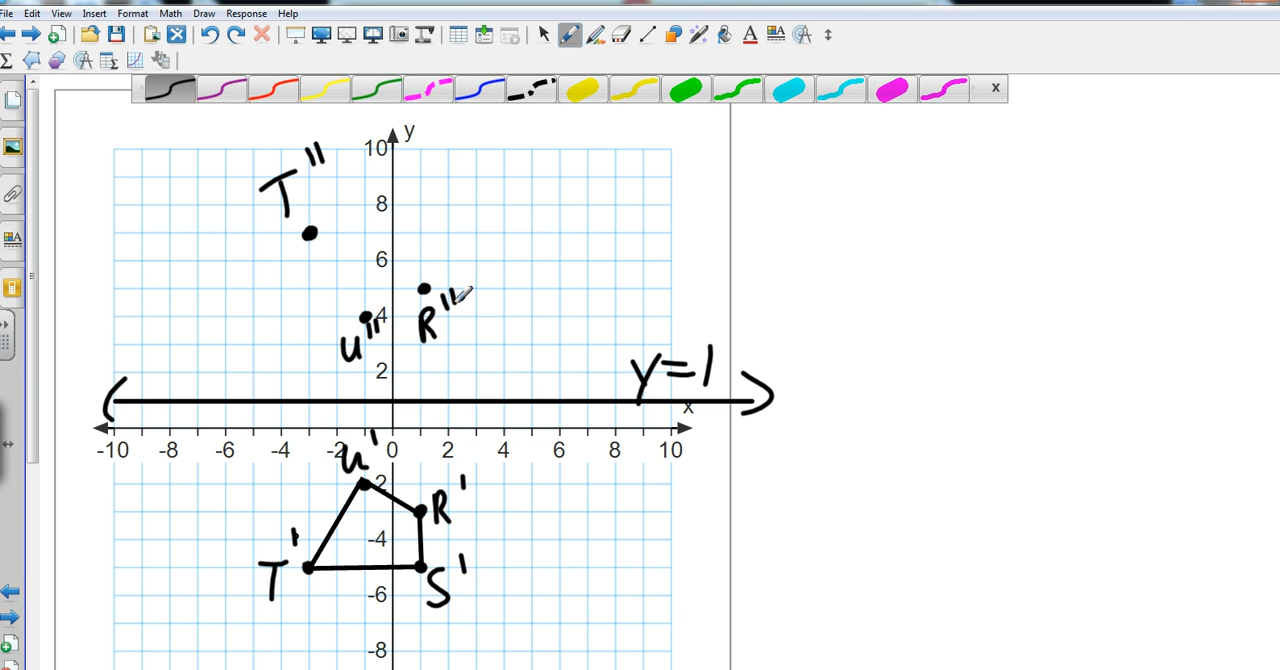 File Edit View Insert Format Math Draw Response Help
x
y
10
T"
8
6
4
R"
U"
2
y=1
x
-10 -8 -6 -4 -2 0 2 4 6 8 10
U'
-2
R'
-4
T'
S'
-6
-8